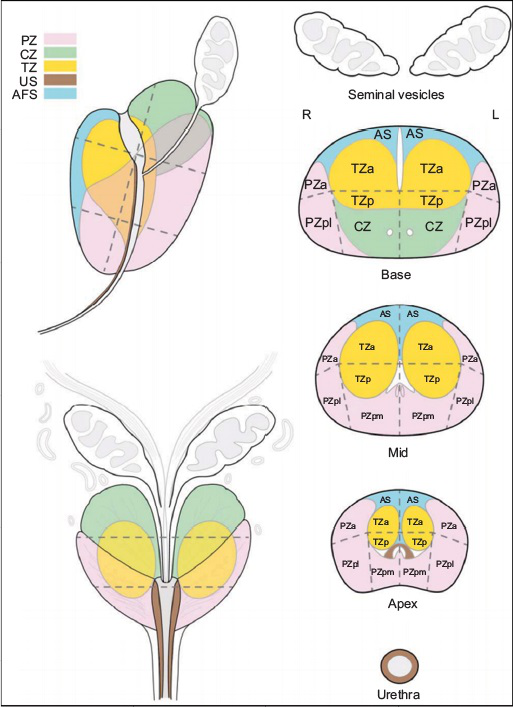 PZ
CZ
TZ
US
AFS
Seminal vesicles
R L
AS AS
TZa TZa
PZa PZa
TZp TZp
PZpl CZ CZ PZpl
Base
AS AS
TZa TZa
PZa PZa
TZp TZp
PZpl PZpl
PZpm PZpm
Mid
AS AS
TZa TZa
PZa PZa
TZp TZp
PZpl PZpl
PZpm PZpm
Apex
Urethra